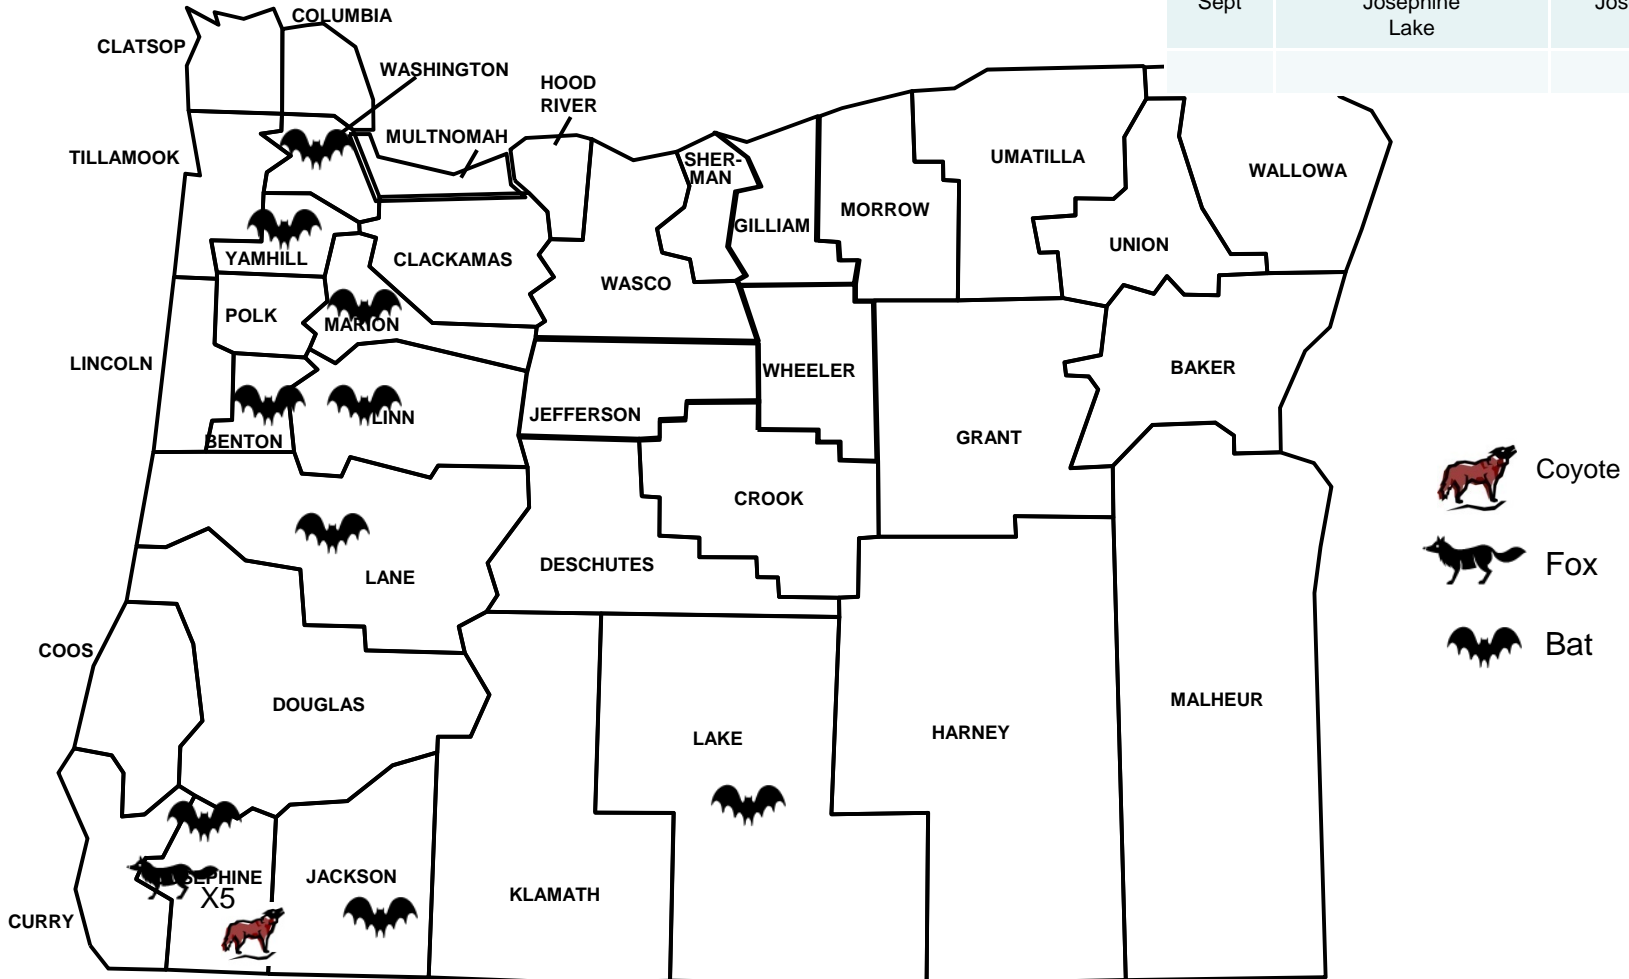 Sept
Josephine
Lake
Jos
COLUMBIA
CLATSOP
WASHINGTON
HOOD
RIVER
MULTNOMAH
TILLAMOOK
SHER-
MAN
UMATILLA
WALLOWA
MORROW
GILLIAM
UNION
YAMHILL
CLACKAMAS
WASCO
POLK
MARION
LINCOLN
WHEELER
BAKER
JEFFERSON
LINN
BENTON
GRANT
CROOK
Coyote
DESCHUTES
LANE
Fox
COOS
Bat
DOUGLAS
MALHEUR
LAKE
HARNEY
SEPHINE
X5
JACKSON
KLAMATH
CURRY